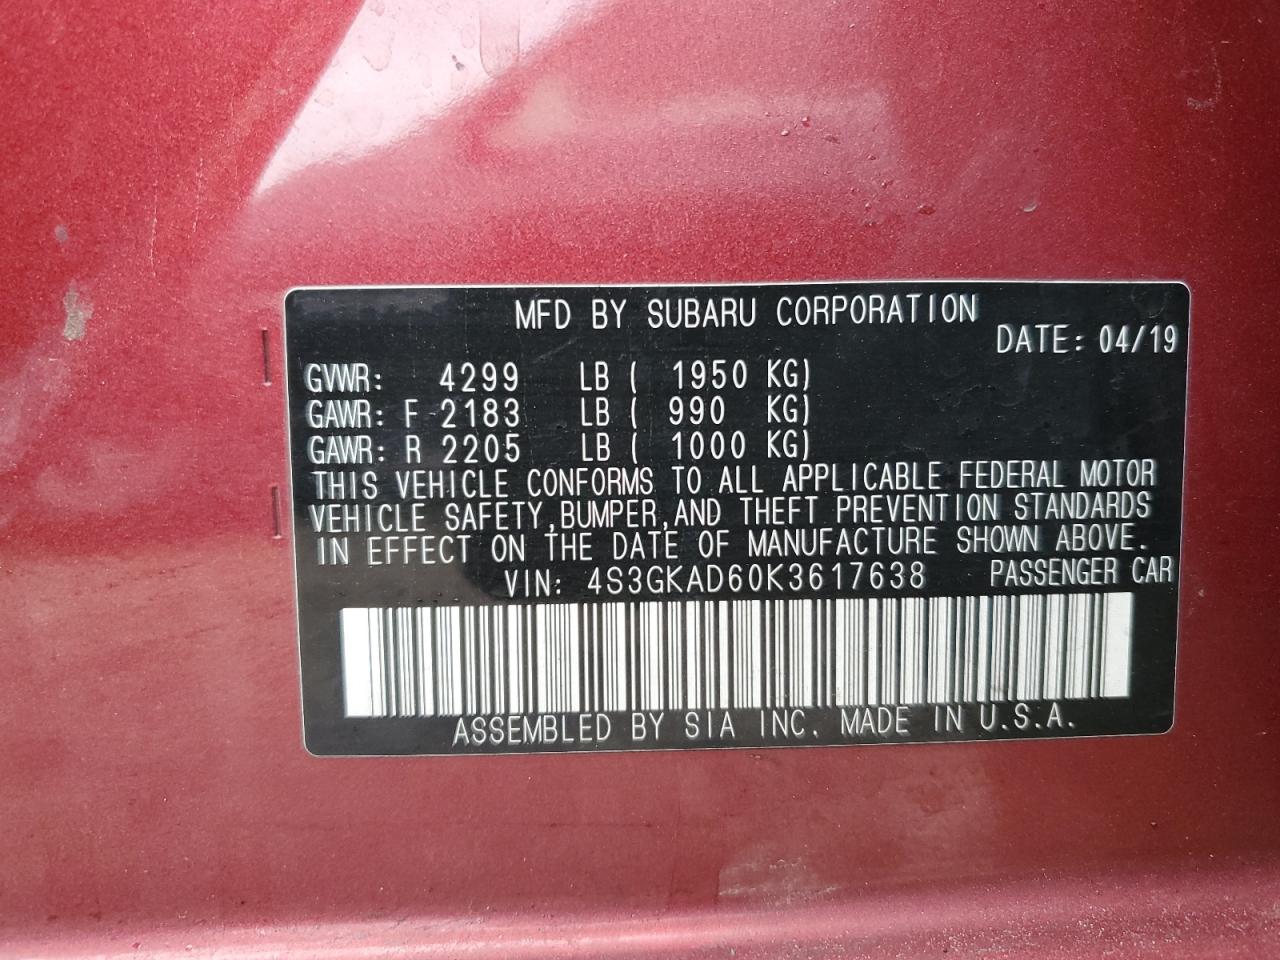 MFD BY SUBARU CORPORATION
DATE: 04/19
GVWR: 4299 LB ( 1950 KG)
GAWR: F 2183 LB ( 990 KG)
GAWR: R 2205 LB ( 1000 KG)
THIS VEHICLE CONFORMS TO ALL APPLICABLE FEDERAL MOTOR
VEHICLE SAFETY,BUMPER,AND THEFT PREVENTION STANDARDS
IN EFFECT ON THE DATE OF MANUFACTURE SHOWN ABOVE.
VIN: 4S3GKAD60K3617638 PASSENGER CAR
ASSEMBLED BY SIA INC. MADE IN U.S.A.